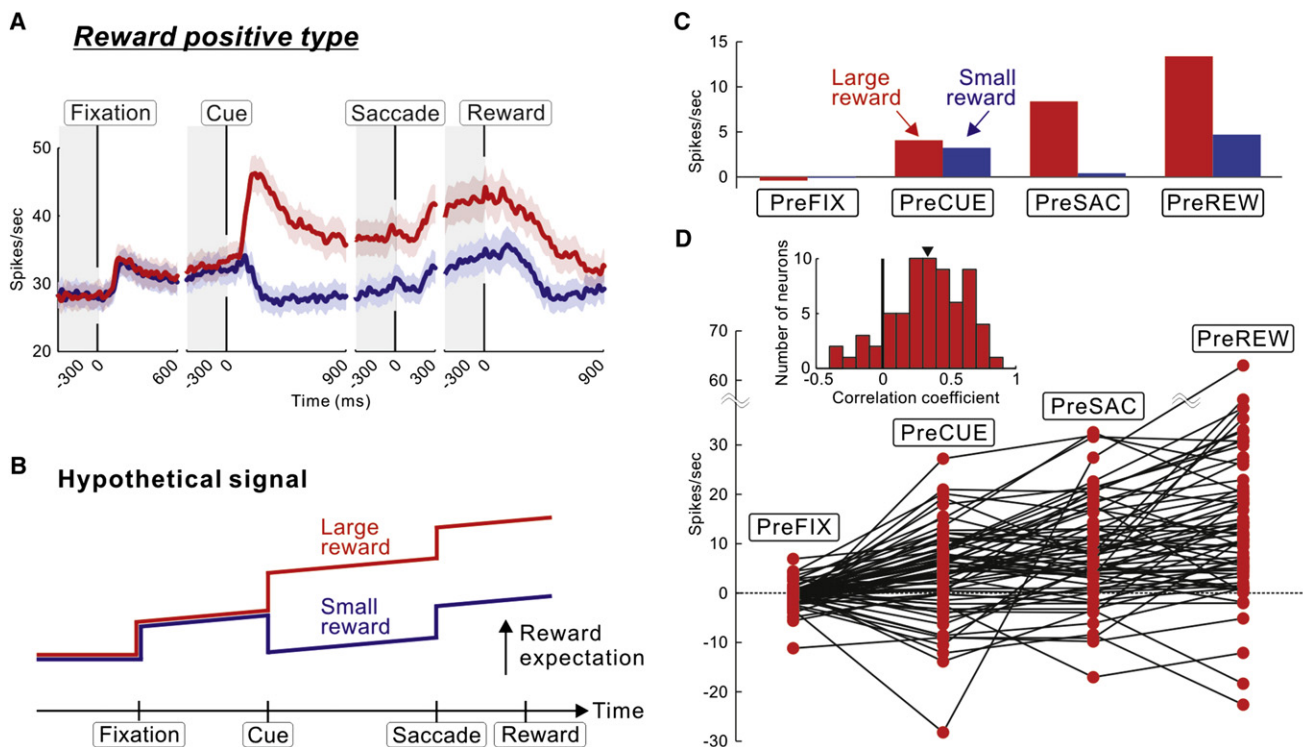 A
Reward positive type
Fixation
Cue
Saccade
Reward
50
40
30
20
Spikes/sec
-300 0 600
-300 0 900
-300 0 300
-300 0 900
Time (ms)
B
Hypothetical signal
Large
reward
Small
reward
Reward
expectation
Time
Fixation
Cue
Saccade
Reward
C
15
10
5
0
Spikes/sec
Large
reward
Small
reward
PreFIX
PreCUE
PreSAC
PreREW
D
10
5
0
Number of neurons
-0.5 0 0.5 1
Correlation coefficient
70
60
30
20
10
0
-10
-20
-30
Spikes/sec
PreFIX
PreCUE
PreSAC
PreREW